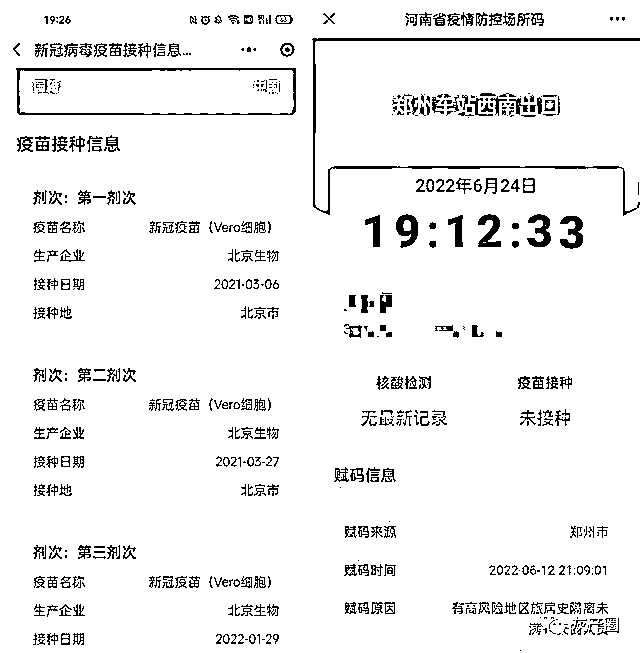 19:26
新冠病毒疫苗接种信息...
国籍
中国
疫苗接种信息
剂次：第一剂次
疫苗名称 新冠疫苗（Vero细胞）
生产企业 北京生物
接种日期 2021-03-06
接种地 北京市
剂次：第二剂次
疫苗名称 新冠疫苗（Vero细胞）
生产企业 北京生物
接种日期 2021-03-27
接种地 北京市
剂次：第三剂次
疫苗名称 新冠疫苗（Vero细胞）
生产企业 北京生物
接种日期 2022-01-29
河南省疫情防控场所码
郑州车站西南出口
2022年6月24日
19:12:33
核酸检测 疫苗接种
无最新记录 未接种
赋码信息
赋码来源 郑州市
赋码时间 2022-06-12 21:09:01
赋码原因 有高风险地区旅居史隔离未